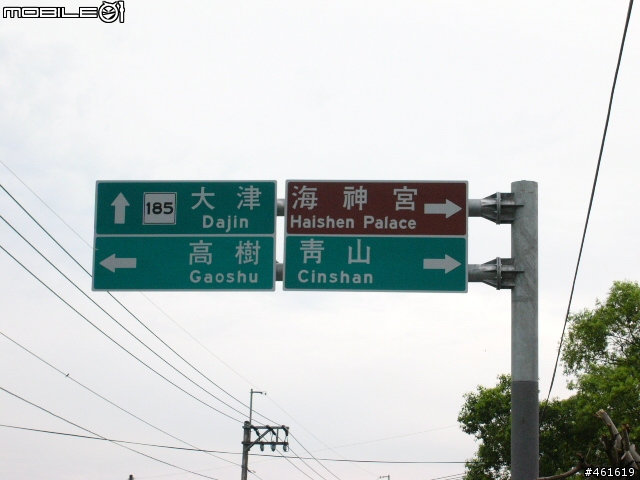 MOBILE01
大津
185
Dajin
海神宮
Haishen Palace
高樹
Gaoshu
青山
Cinshan
#461619